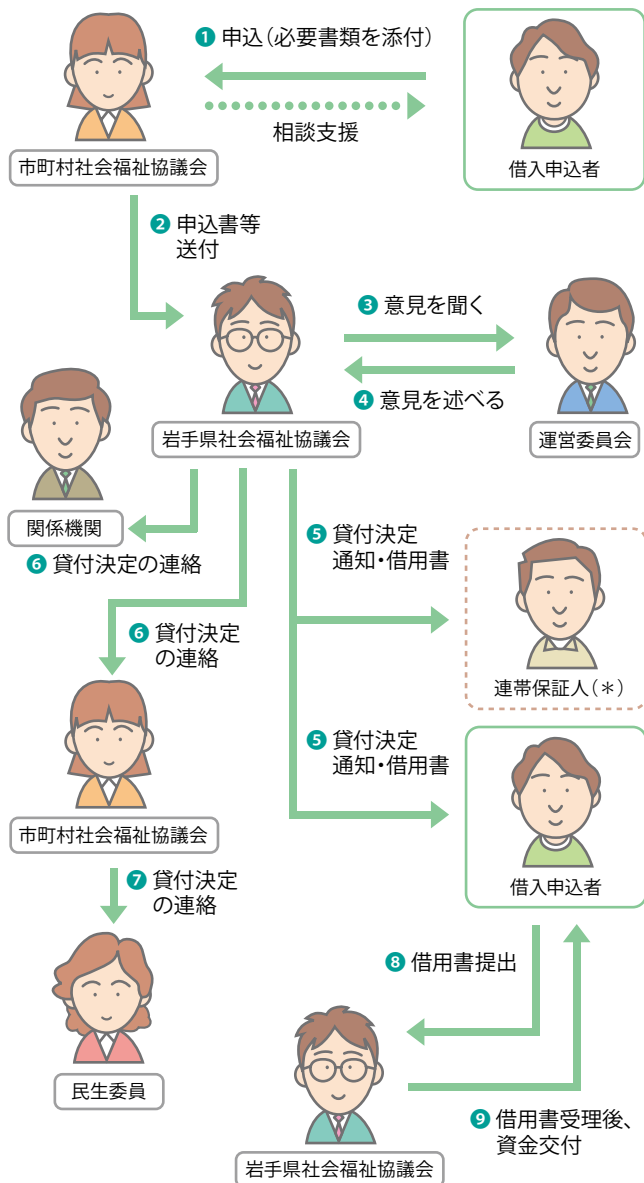 ❶ 申込(必要書類を添付)
相談支援
市町村社会福祉協議会
借入申込者
❷ 申込書等
送付
❸ 意見を聞く
❹ 意見を述べる
岩手県社会福祉協議会
運営委員会
関係機関
❻ 貸付決定の連絡
❺ 貸付決定
通知・借用書
連帯保証人(＊)
❻ 貸付決定
の連絡
❺ 貸付決定
通知・借用書
市町村社会福祉協議会
借入申込者
❼ 貸付決定
の連絡
民生委員
❽ 借用書提出
岩手県社会福祉協議会
❾ 借用書受理後、
資金交付